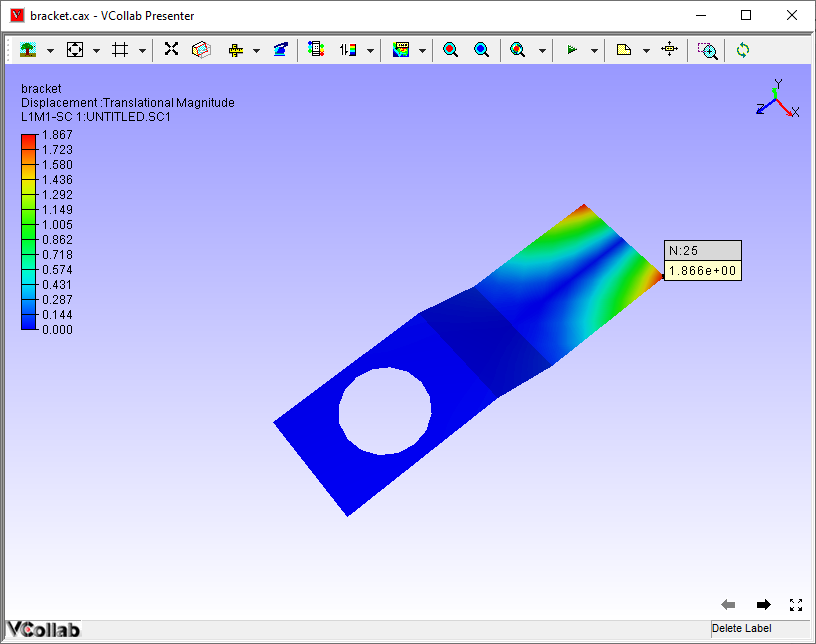 bracket.cax - VCollab Presenter
bracket
Displacement :Translational Magnitude
L1M1-SC 1:UNTITLED.SC1
1.867
1.723
1.580
1.436
1.292
1.149
1.005
0.862
0.718
0.574
0.431
0.287
0.144
0.000
Y
Z
X
N:25
1.866e+00
VCollab
Delete Label